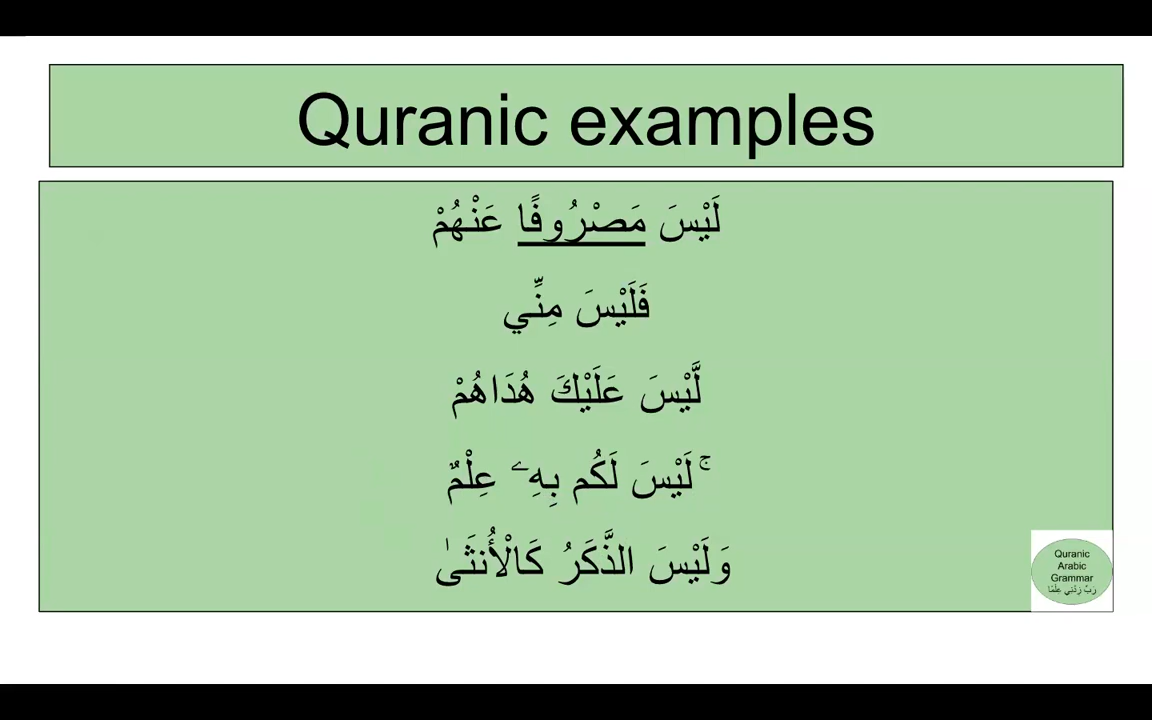 Quranic examples
لَيْسَ مَصْرُوفًا عَنْهُمْ
فَلَيْسَ مِنِّي
لَّيْسَ عَلَيْكَ هُدَاهُمْ
ۚ لَيْسَ لَكُم بِهِۦ عِلْمٌ
وَلَيْسَ الذَّكَرُ كَالْأُنثَىٰ
Quranic
Arabic
Grammar
رَبِّ زِدْنِي عِلْمًا